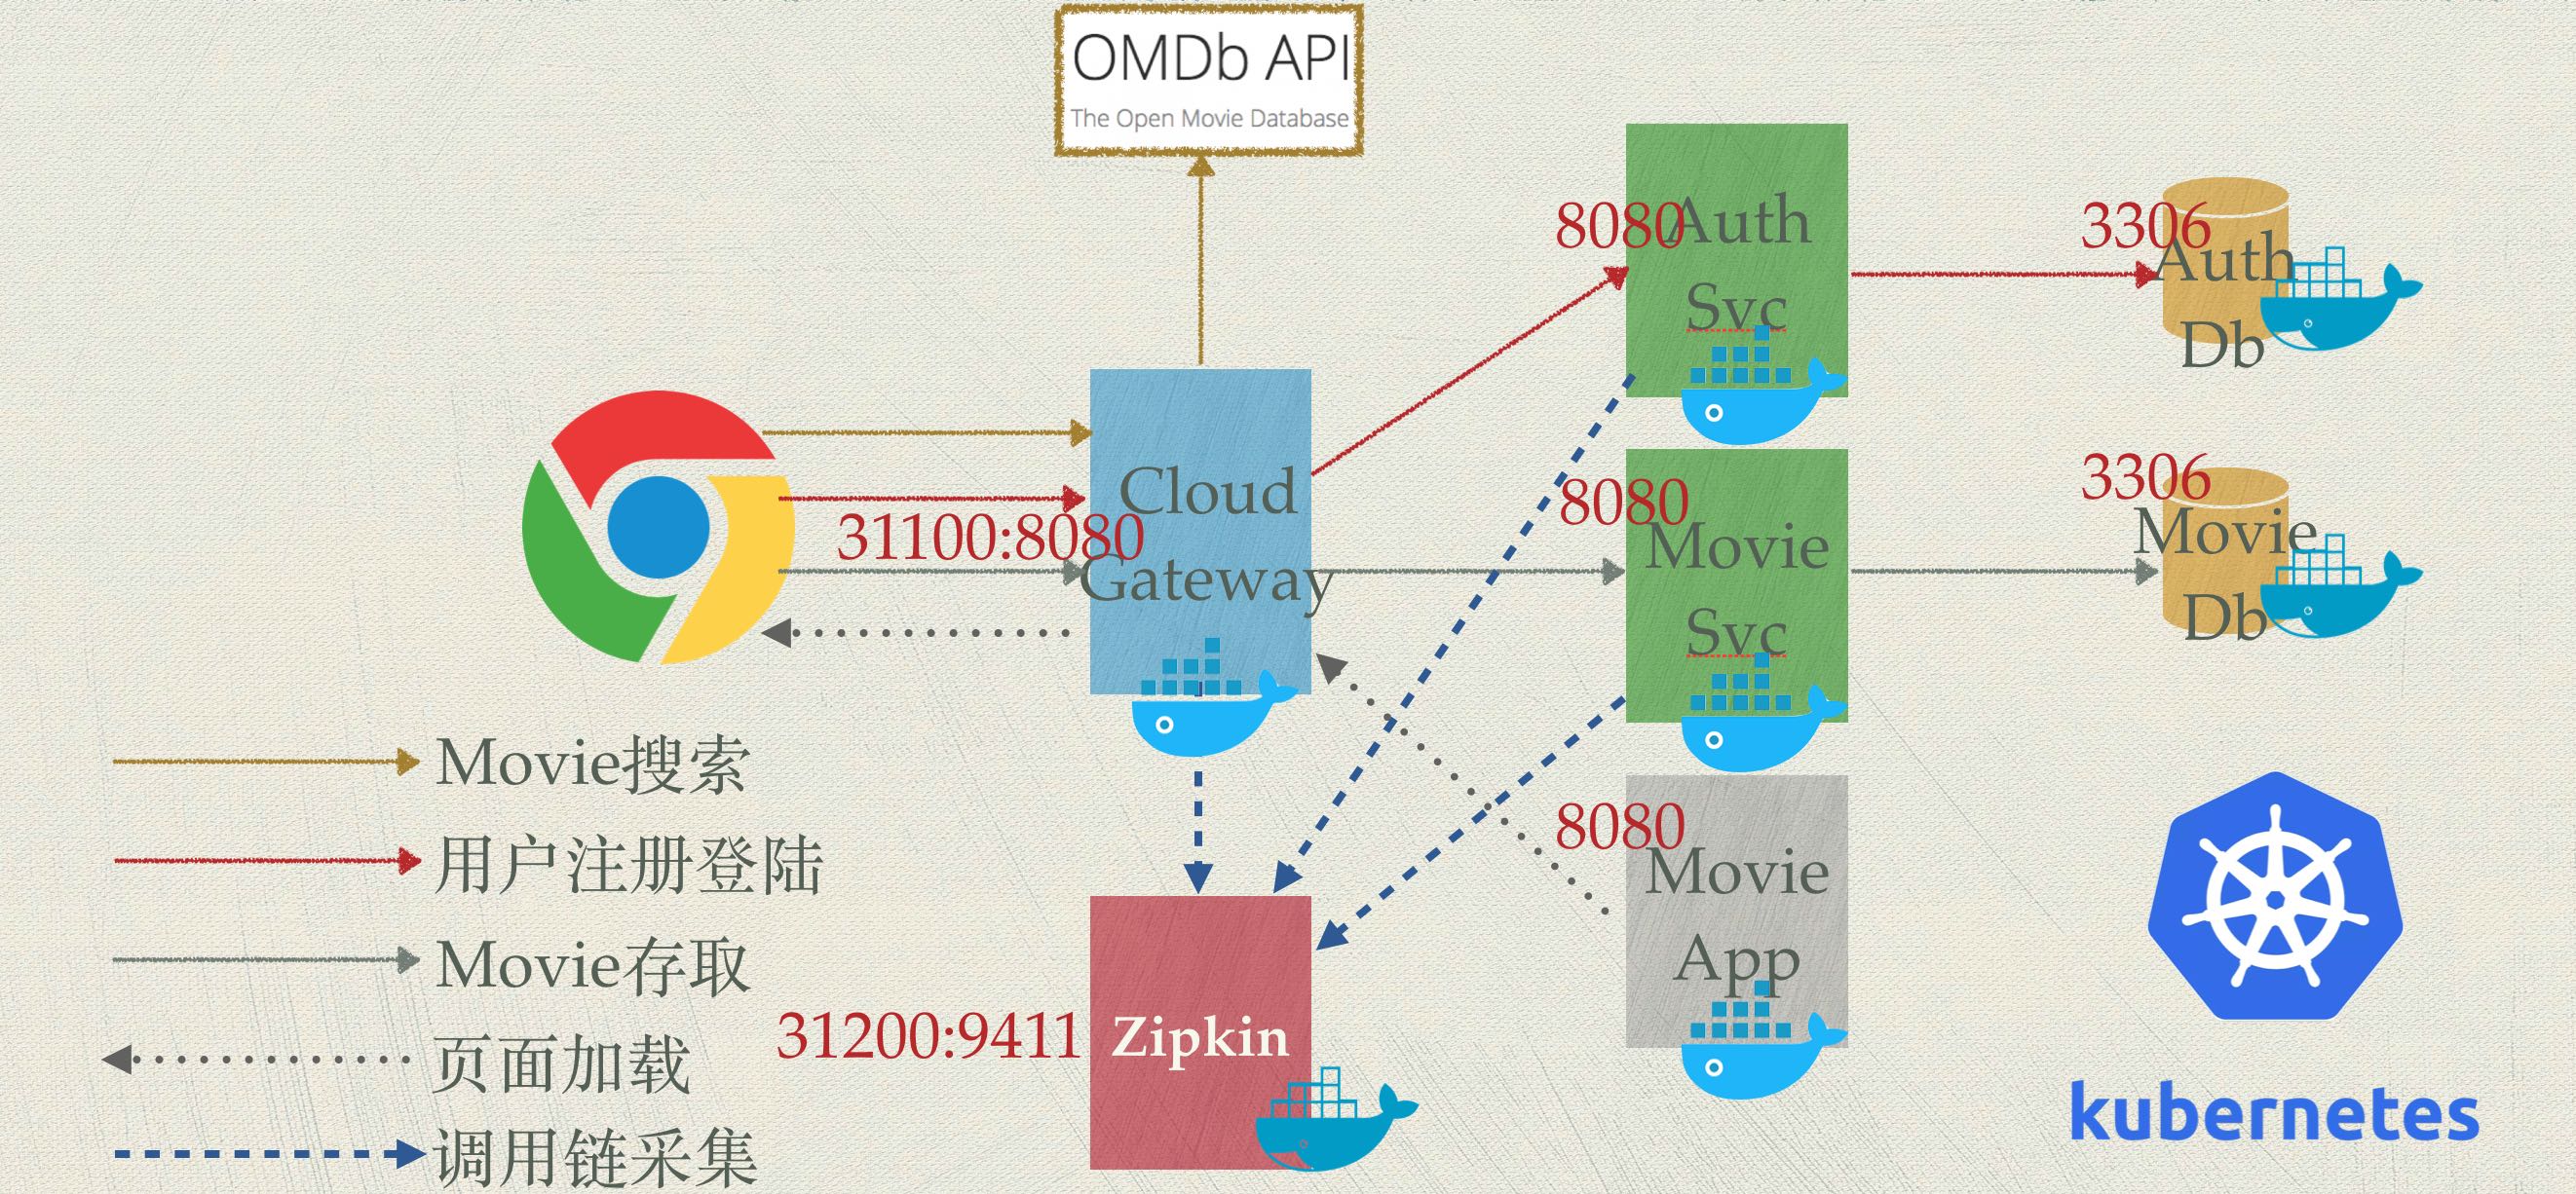 OMDb API
The Open Movie Database
8080
Auth
Svc
3306
Auth
Db
31100:8080
Cloud
Gateway
8080
Movie
Svc
3306
Movie
Db
8080
Movie
App
31200:9411
Zipkin
Movie搜索
用户注册登陆
Movie存取
页面加载
调用链采集
kubernetes